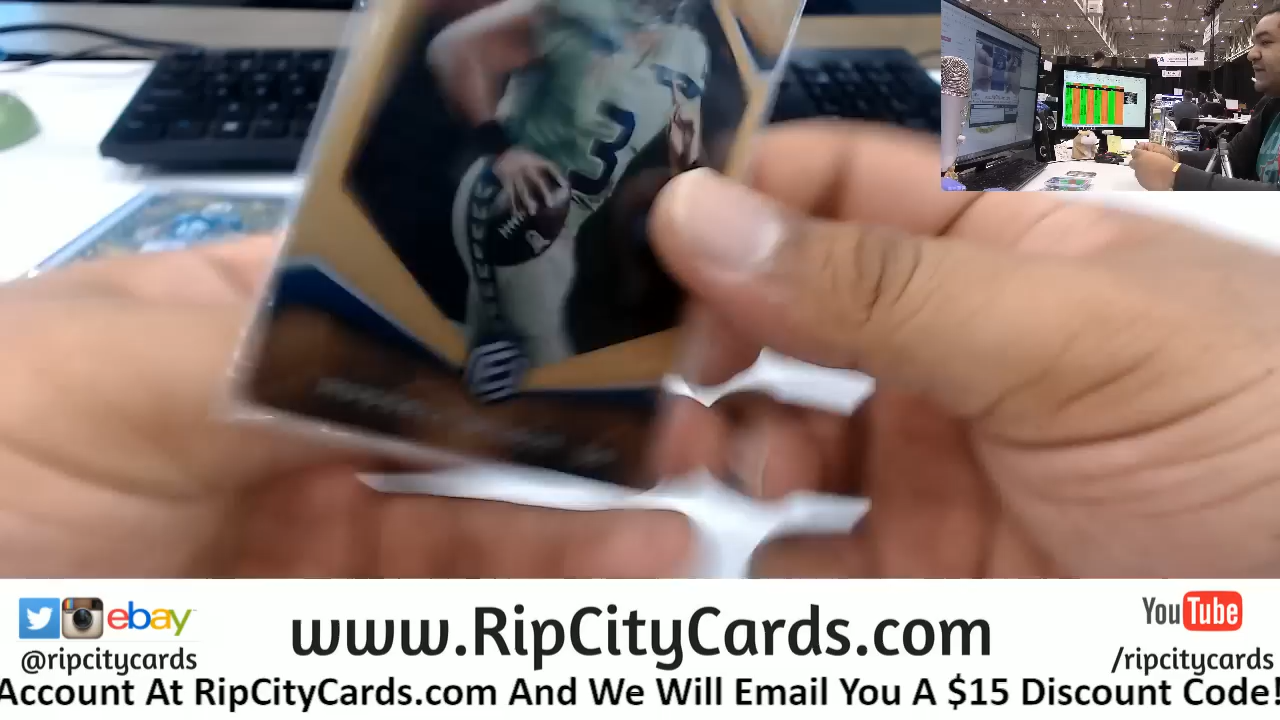 3
www.RipCityCards.com
ebay
@ripcitycards
YouTube
/ripcitycards
Account At RipCityCards.com And We Will Email You A $15 Discount Code!